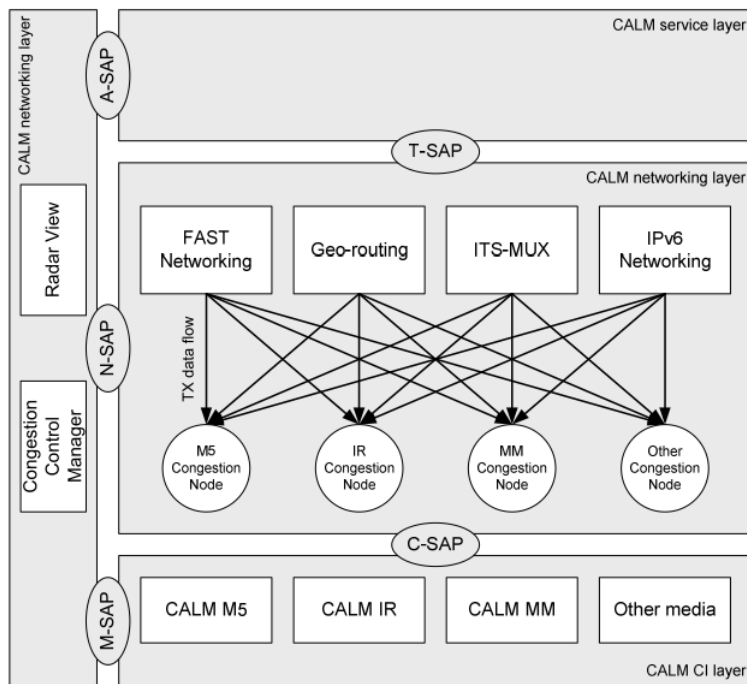 CALM networking layer
Radar View
Congestion
Control
Manager
A-SAP
N-SAP
M-SAP
CALM service layer
T-SAP
CALM networking layer
FAST
Networking
Geo-routing
ITS-MUX
IPv6
Networking
TX data flow
M5
Congestion
Node
IR
Congestion
Node
MM
Congestion
Node
Other
Congestion
Node
C-SAP
CALM M5
CALM IR
CALM MM
Other media
CALM CI layer